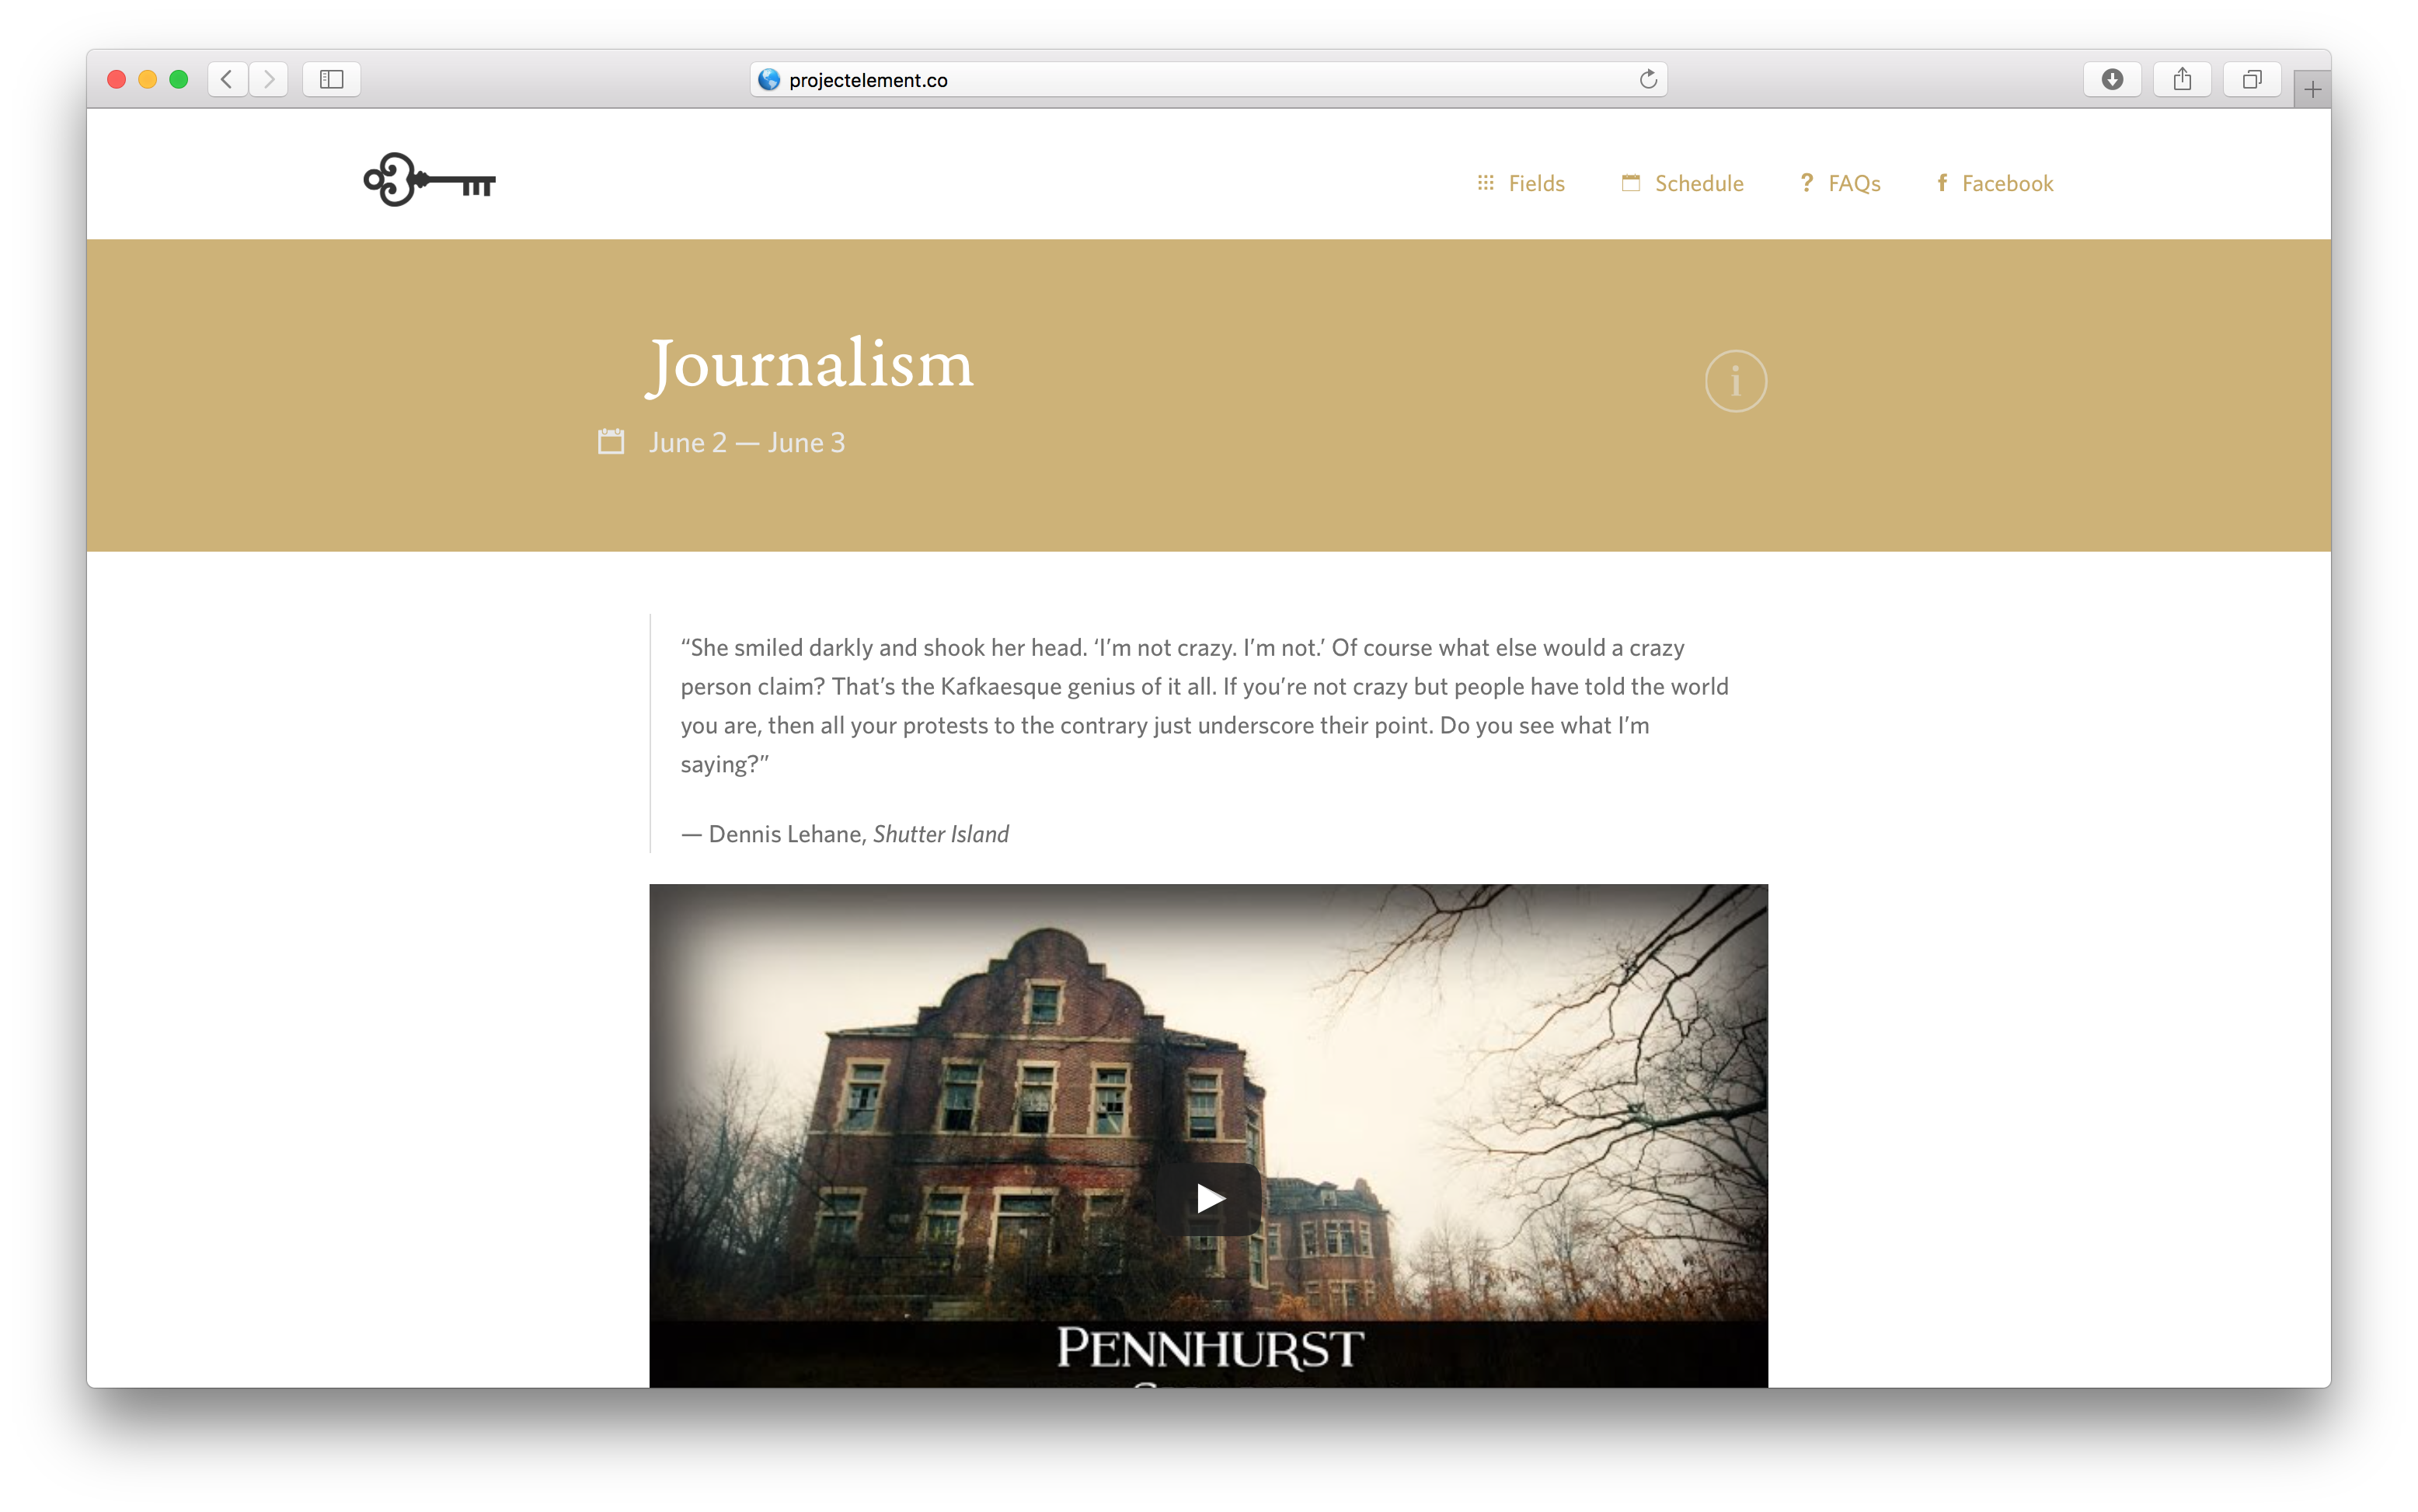 projectelement.co
Fields Schedule ? FAQs f Facebook
Journalism
i
June 2 — June 3
“She smiled darkly and shook her head. ‘I’m not crazy. I’m not.’ Of course what else would a crazy
person claim? That’s the Kafkaesque genius of it all. If you’re not crazy but people have told the world
you are, then all your protests to the contrary just underscore their point. Do you see what I’m
saying?”
— Dennis Lehane, Shutter Island
PENNHURST